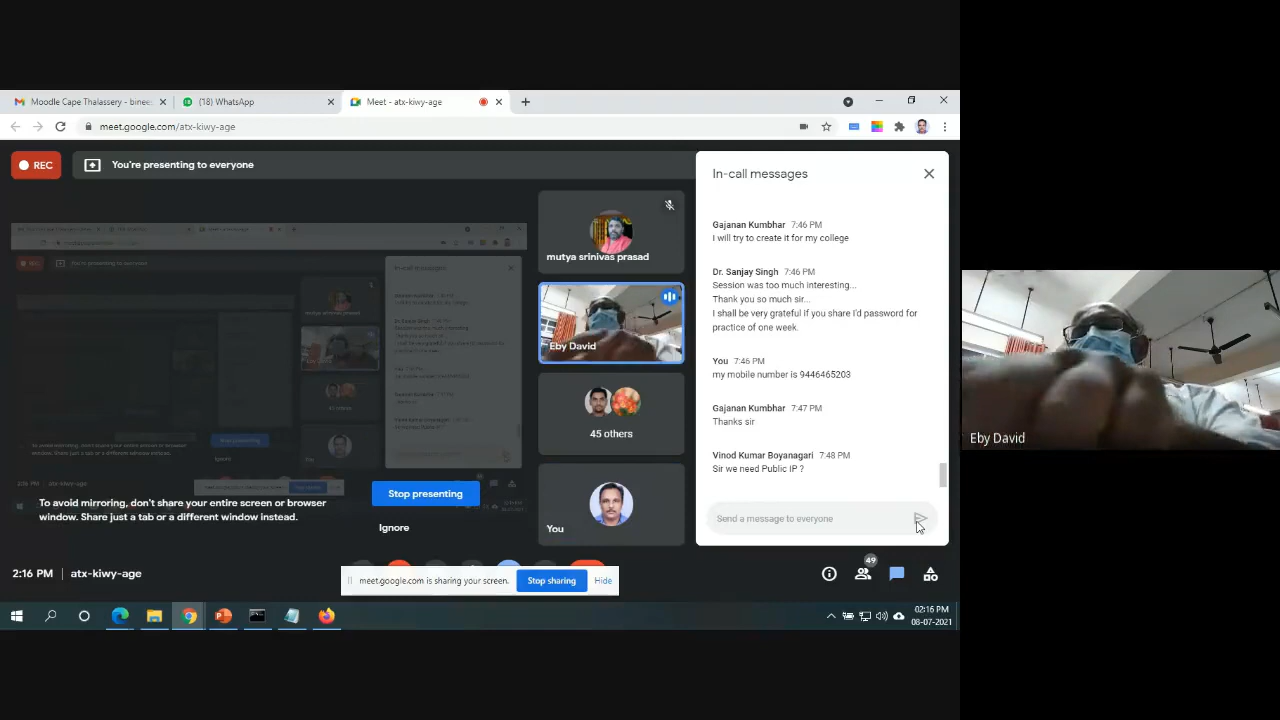 Moodle Cape Thalassery - binee
(18) WhatsApp
Meet - atx-kiwy-age
meet.google.com/atx-kiwy-age
REC
You're presenting to everyone
In-call messages
Gajanan Kumbhar 7:46 PM
I will try to create it for my college
Dr. Sanjay Singh 7:46 PM
Session was too much interesting...
Thank you so much sir...
I shall be very grateful If you share I'd password for
practice of one week.
You 7:46 PM
my mobile number is 9446465203
Gajanan Kumbhar 7:47 PM
Thanks sir
Vinod Kumar Boyanagari 7:48 PM
Sir we need Public IP ?
Send a message to everyone
mutya srinivas prasad
Eby David
45 others
You
To avoid mirroring, don't share your entire screen or browser
window. Share just a tab or a different window instead.
Stop presenting
Ignore
2:16 PM | atx-kiwy-age
meet.google.com is sharing your screen.
Stop sharing
Hide
49
02:16 PM
08-07-2021
Eby David